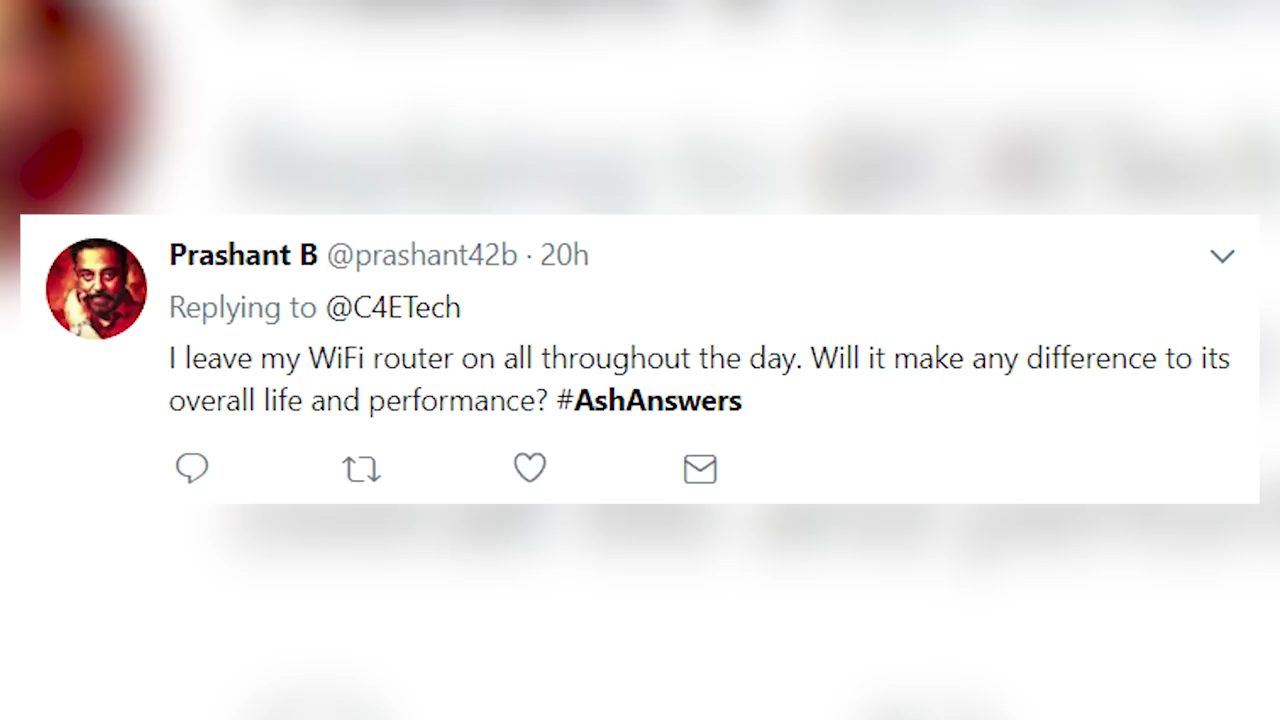 Prashant B @prashant42b · 20h
Replying to @C4ETech
I leave my WiFi router on all throughout the day. Will it make any difference to its
overall life and performance? #AshAnswers